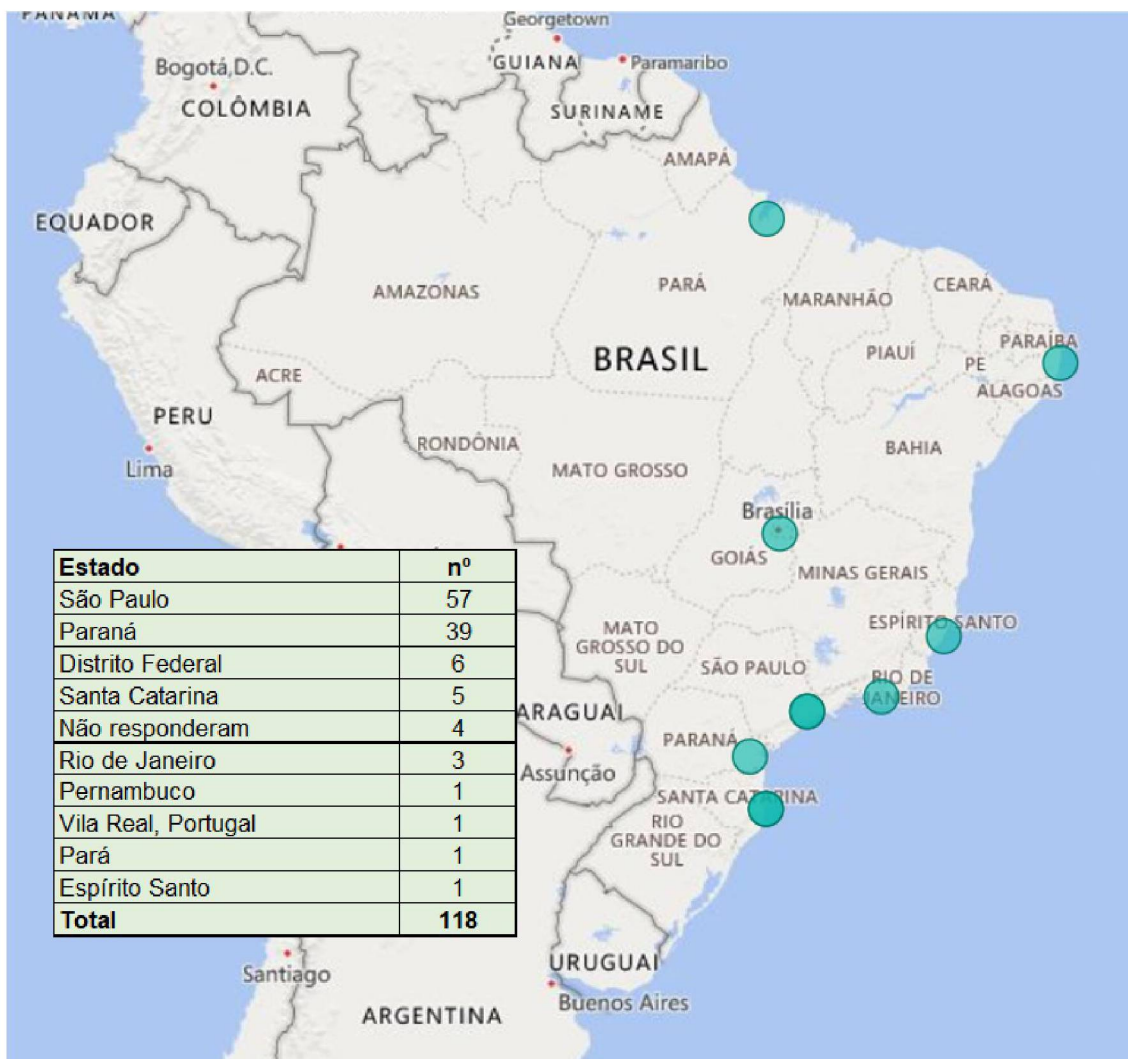 PANAMÁ
Georgetown
Bogotá,D.C.
GUIANA
Paramaribo
COLÔMBIA
SURINAME
AMAPÁ
EQUADOR
AMAZONAS
PARÁ
MARANHÃO
CEARÁ
BRASIL
PIAUÍ
PARAÍBA
PE
ACRE
ALAGOAS
PERU
RONDÔNIA
BAHIA
Lima
MATO GROSSO
Brasília
GOIÁS
MINAS GERAIS
ESPÍRITO SANTO
MATO
GROSSO DO
SUL
SÃO PAULO
RIO DE
JANEIRO
ARAGUAI
PARANÁ
Assunção
SANTA CATARINA
RIO
GRANDE DO
SUL
Estado nº
São Paulo 57
Paraná 39
Distrito Federal 6
Santa Catarina 5
Não responderam 4
Rio de Janeiro 3
Pernambuco 1
Vila Real, Portugal 1
Pará 1
Espírito Santo 1
Total 118
URUGUAI
Santiago
Buenos Aires
ARGENTINA